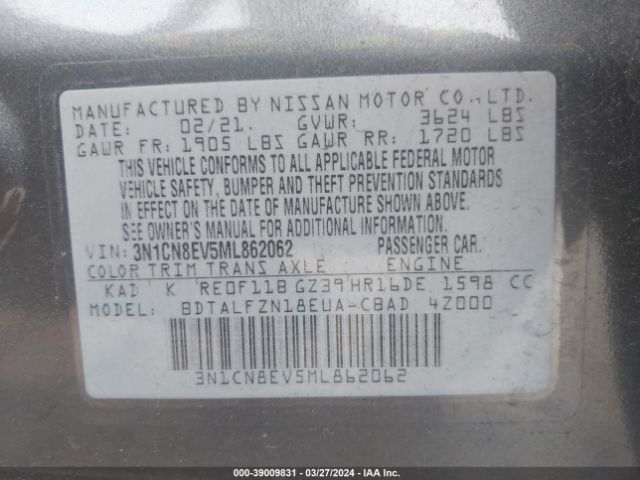 MANUFACTURED BY NISSAN MOTOR CO.,LTD.
DATE: 02/21. GVWR: 3624 LBS
GAWR FR: 1905 LBS GAWR RR: 1720 LBS
THIS VEHICLE CONFORMS TO ALL APPLICABLE FEDERAL MOTOR
VEHICLE SAFETY, BUMPER AND THEFT PREVENTION STANDARDS
IN EFFECT ON THE DATE OF MANUFACTURE SHOWN ABOVE.
SEE OWNER'S MANUAL FOR ADDITIONAL INFORMATION.
VIN: 3N1CN8EV5ML862062 PASSENGER CAR.
COLOR TRIM TRANS AXLE ENGINE
KAD K RE0F11B GZ39 HR16DE 1598 CC
MODEL: BDTALFZN18EUA-CBAD 4Z000
3N1CN8EV5ML862062
000-39009831 - 03/27/2024 - IAA Inc.